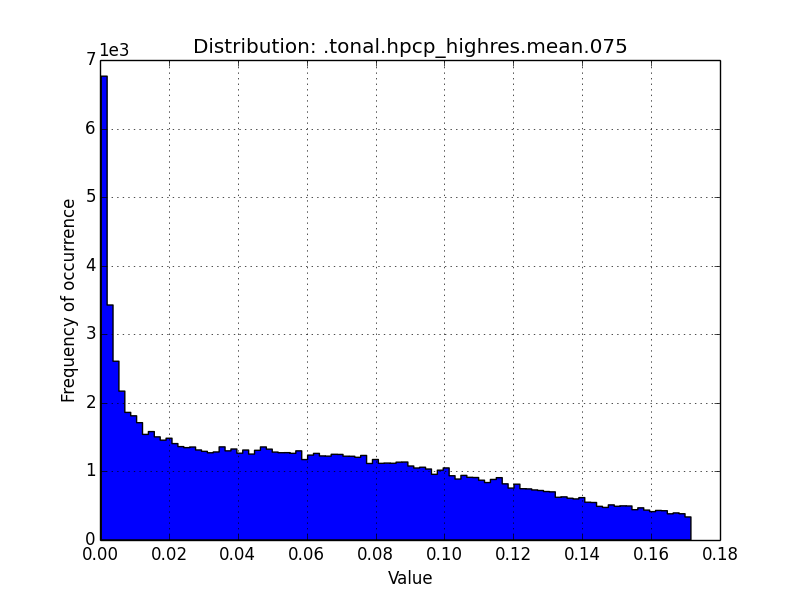 Distribution: .tonal.hpcp_highres.mean.075
1e3
7
6
5
4
3
2
1
0
Frequency of occurrence
0.00 0.02 0.04 0.06 0.08 0.10 0.12 0.14 0.16 0.18
Value